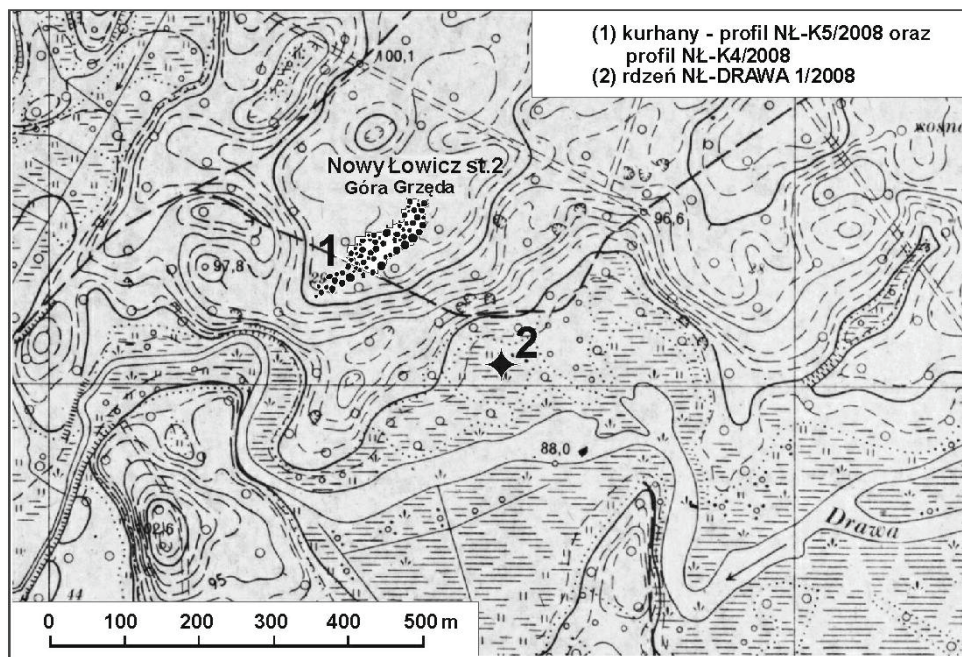 (1) kurhany - profil NŁ-K5/2008 oraz
profil NŁ-K4/2008
(2) rdzeń NŁ-DRAWA 1/2008
100,1
Nowy Łowicz st.2
Góra Grzęda
1
97,8
96,6
28
2
88,0
Drawa
95
44
0 100 200 300 400 500 m